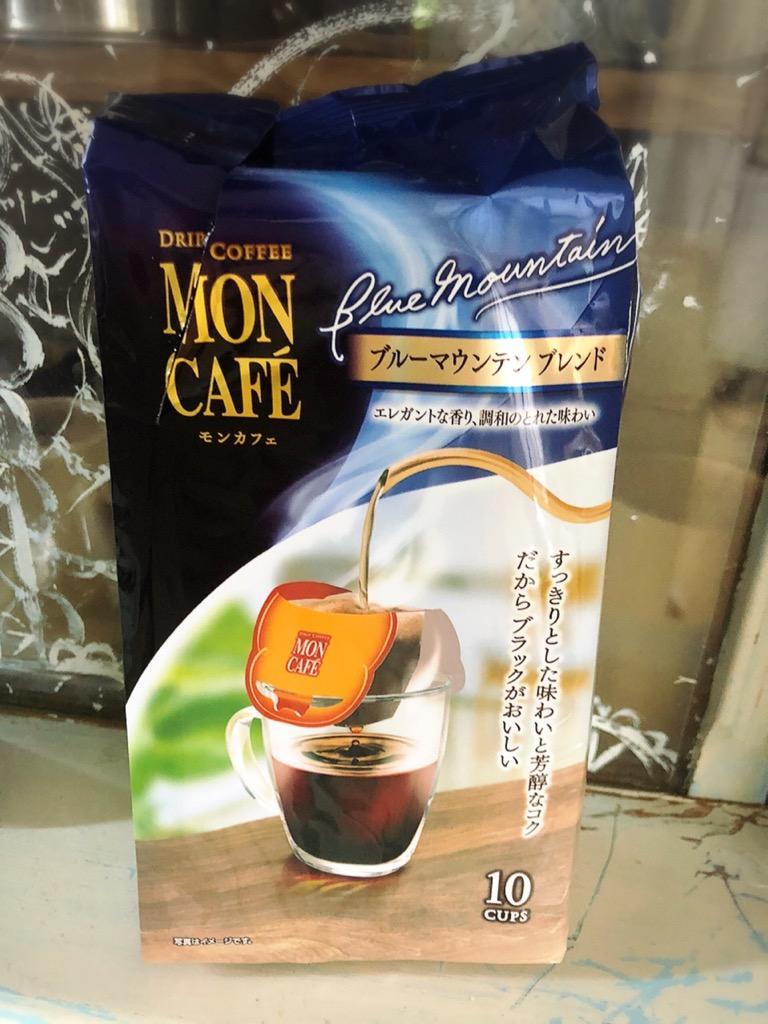 DRIP COFFEE
MON
CAFÉ
モンカフェ
Blue Mountain
ブルーマウンテン ブレンド
エレガントな香り、調和のとれた味わい
すっきりとした味わいと芳醇なコク
だから ブラックがおいしい
DRIP COFFEE
MON
CAFÉ
10
CUPS
写真はイメージです。